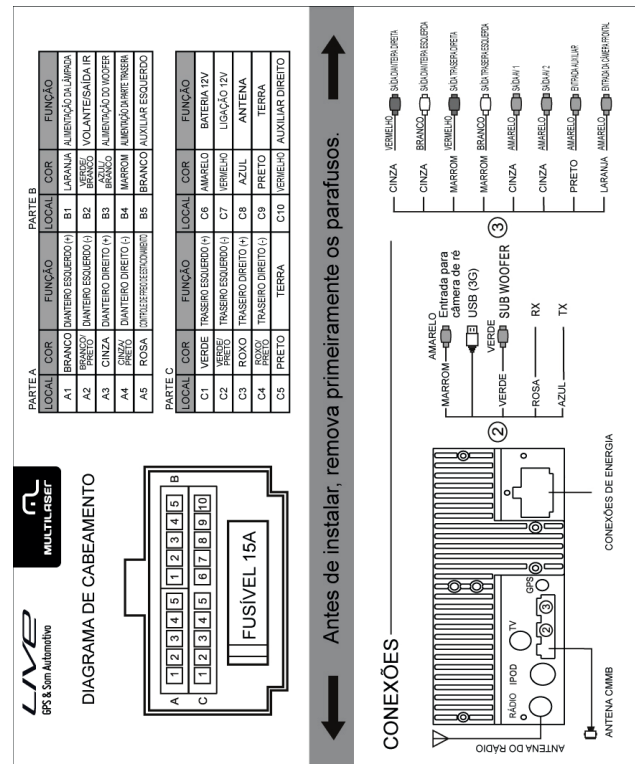 LIVE
GPS & Som Automotivo
MULTILASER
DIAGRAMA DE CABEAMENTO
A 1 2 3 4 5 1 2 3 4 5 B
C 1 2 3 4 5 6 7 8 9 10
FUSÍVEL 15A
PARTE A
PARTE B
LOCAL COR FUNÇÃO LOCAL COR FUNÇÃO
A1 BRANCO DIANTEIRO ESQUERDO (+) B1 LARANJA ALIMENTAÇÃO DA LÂMPADA
A2 BRANCO/PRETO DIANTEIRO ESQUERDO (-) B2 VERDE/BRANCO VOLANTE/SAÍDA IR
A3 CINZA DIANTEIRO DIREITO (+) B3 AZUL/BRANCO ALIMENTAÇÃO DO WOOFER
A4 CINZA/PRETO DIANTEIRO DIREITO (-) B4 MARROM ALIMENTAÇÃO DA PARTE TRASEIRA
A5 ROSA CONTROLE DE FREIO DE ESTACIONAMENTO B5 BRANCO AUXILIAR ESQUERDO
PARTE C
LOCAL COR FUNÇÃO LOCAL COR FUNÇÃO
C1 VERDE TRASEIRO ESQUERDO (+) C6 AMARELO BATERIA 12V
C2 VERDE/PRETO TRASEIRO ESQUERDO (-) C7 VERMELHO LIGAÇÃO 12V
C3 ROXO TRASEIRO DIREITO (+) C8 AZUL ANTENA
C4 ROXO/PRETO TRASEIRO DIREITO (-) C9 PRETO TERRA
C5 PRETO TERRA C10 VERMELHO AUXILIAR DIREITO
Antes de instalar, remova primeiramente os parafusos.
CONEXÕES
ANTENA DO RÁDIO
RÁDIO IPOD TV GPS
2 3
ANTENA CMMB
CONEXÕES DE ENERGIA
2
MARROM AMARELO Entrada para
câmera de ré
USB (3G)
VERDE VERDE SUB WOOFER
ROSA RX
AZUL TX
3
CINZA VERMELHO SAÍDA DIANTEIRA DIREITA
CINZA BRANCO SAÍDA DIANTEIRA ESQUERDA
MARROM VERMELHO SAÍDA TRASEIRA DIREITA
MARROM BRANCO SAÍDA TRASEIRA ESQUERDA
CINZA AMARELO SAÍDA AV 1
CINZA AMARELO SAÍDA AV 2
PRETO AMARELO ENTRADA AUXILIAR
LARANJA AMARELO ENTRADA DA CÂMERA FRONTAL